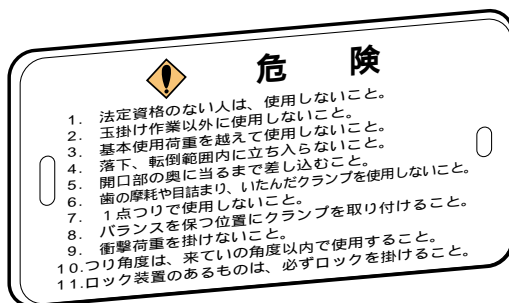 危 険
1. 法定資格のない人は、使用しないこと。
2. 玉掛け作業以外に使用しないこと。
3. 基本使用荷重を越えて使用しないこと。
4. 落下、転倒範囲内に立ち入らないこと。
5. 開口部の奥に当るまで差し込むこと。
6. 歯の摩耗や目詰まり、いたんだクランプを使用しないこと。
7. 1点つりで使用しないこと。
8. バランスを保つ位置にクランプを取り付けること。
9. 衝撃荷重を掛けないこと。
10.つり角度は、来ていの角度以内で使用すること。
11.ロック装置のあるものは、必ずロックを掛けること。